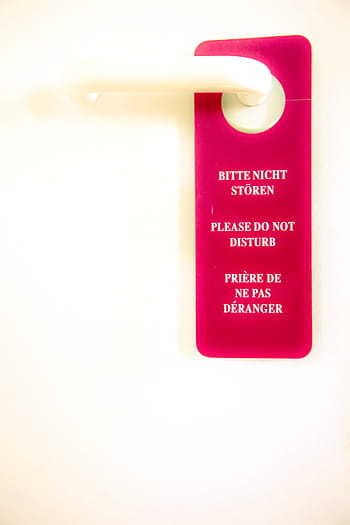 BITTE NICHT
STÖREN
PLEASE DO NOT
DISTURB
PRIÈRE DE
NE PAS
DÉRANGER